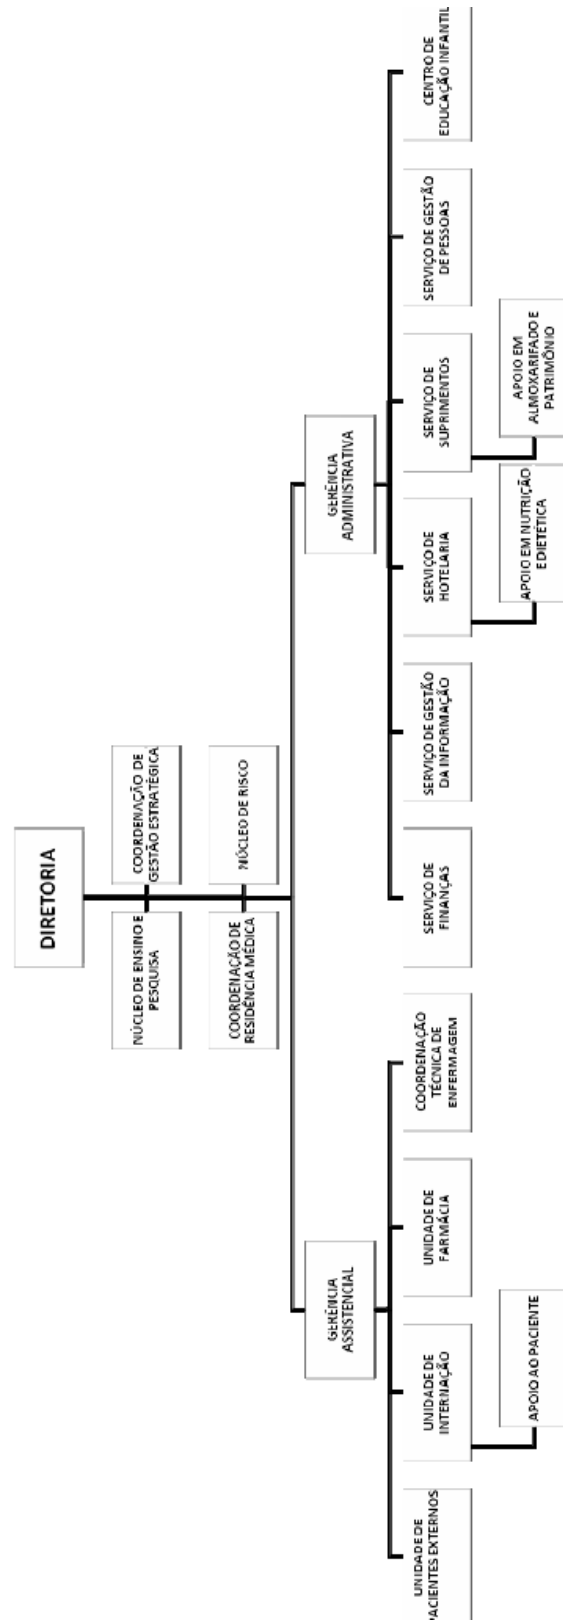 DIRETORIA
NÚCLEO DE ENSINO E
PESQUISA
COORDENAÇÃO DE
GESTÃO ESTRATÉGICA
COORDENAÇÃO DE
RESIDÊNCIA MÉDICA
NÚCLEO DE RISCO
GERÊNCIA
ASSISTENCIAL
GERÊNCIA
ADMINISTRATIVA
UNIDADE DE
PACIENTES EXTERNOS
UNIDADE DE
INTERNAÇÃO
UNIDADE DE
FARMÁCIA
COORDENAÇÃO
TÉCNICA DE
ENFERMAGEM
SERVIÇO DE
FINANÇAS
SERVIÇO DE GESTÃO
DA INFORMAÇÃO
SERVIÇO DE
HOTELARIA
SERVIÇO DE
SUPRIMENTOS
SERVIÇO DE GESTÃO
DE PESSOAS
CENTRO DE
EDUCAÇÃO INFANTIL
APOIO AO PACIENTE
APOIO EM NUTRIÇÃO
E DIETÉTICA
APOIO EM
ALMOXARIFADO E
PATRIMÔNIO